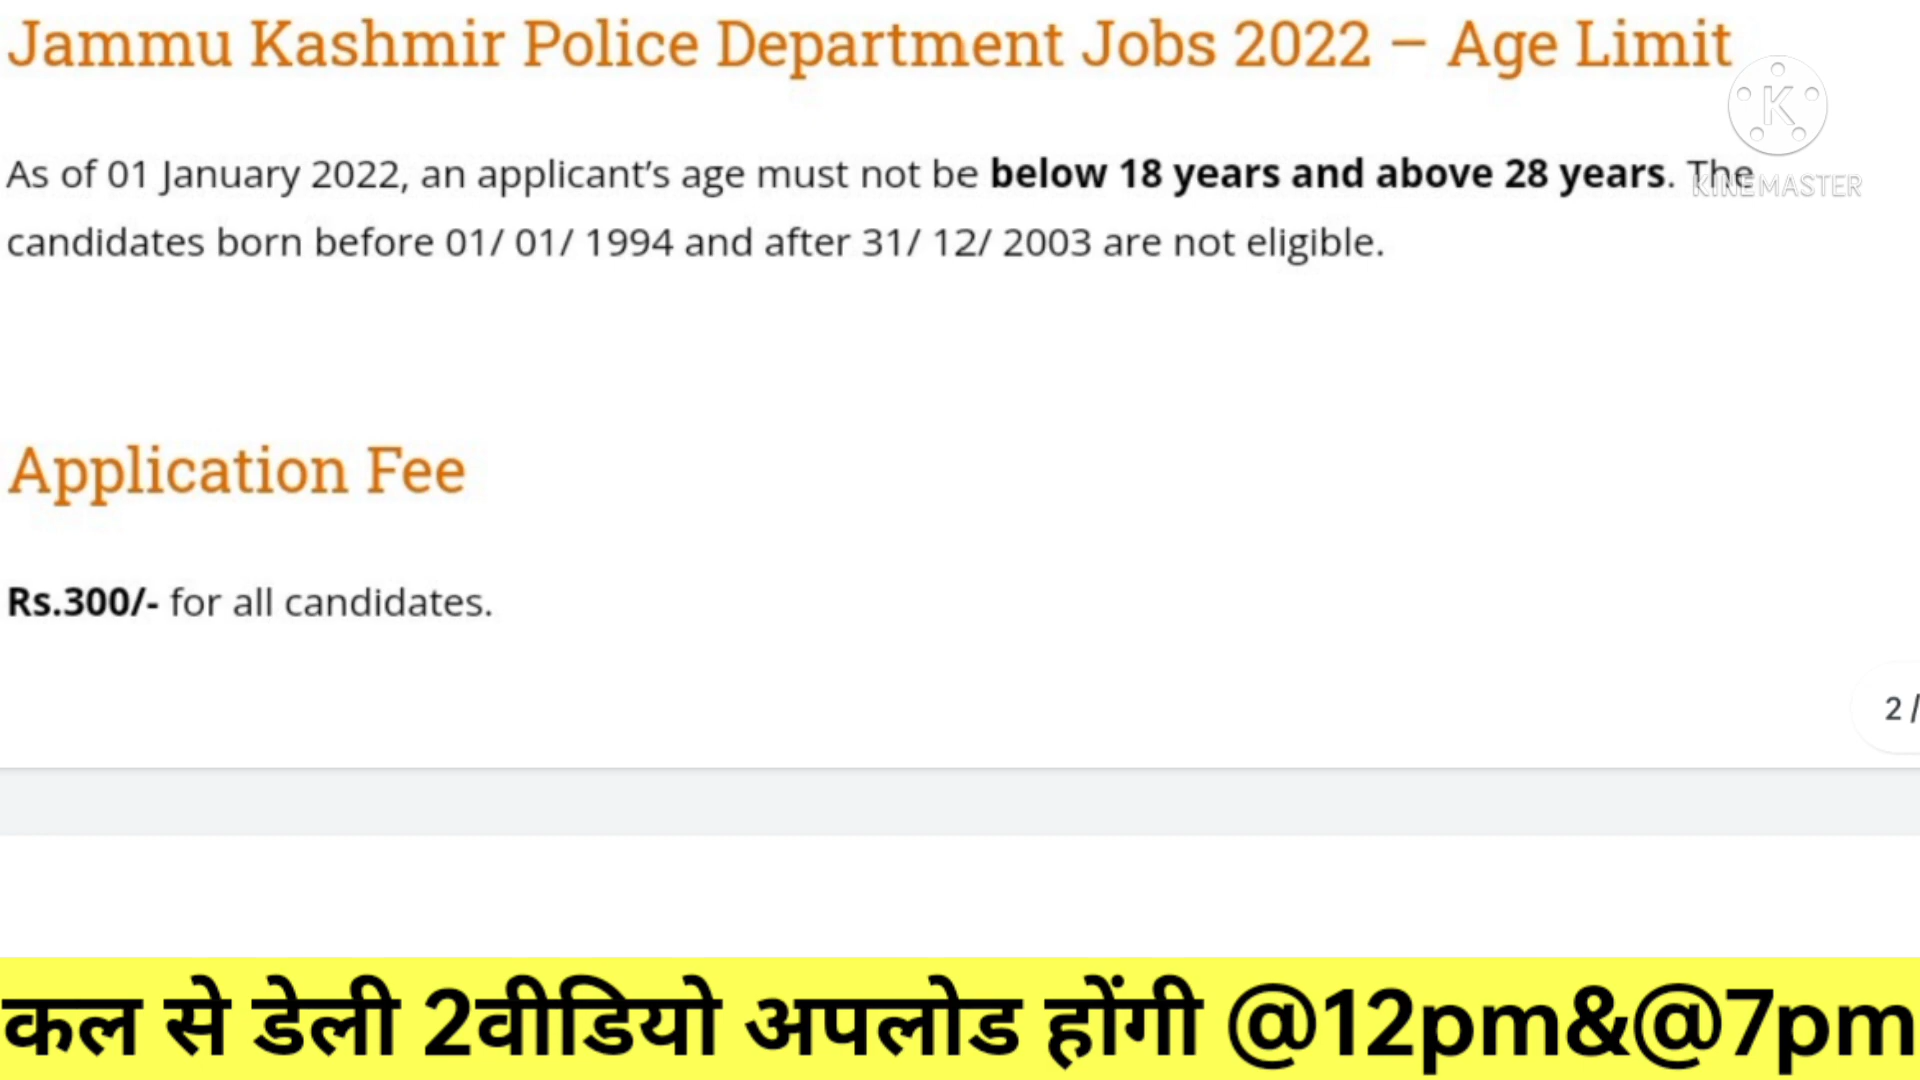 Jammu Kashmir Police Department Jobs 2022 – Age Limit
As of 01 January 2022, an applicant's age must not be below 18 years and above 28 years. The
KINEMASTER
candidates born before 01/ 01/ 1994 and after 31/ 12/ 2003 are not eligible.
Application Fee
Rs.300/- for all candidates.
2 /
कल से डेली 2वीडियो अपलोड होंगी @12pm&@7pm